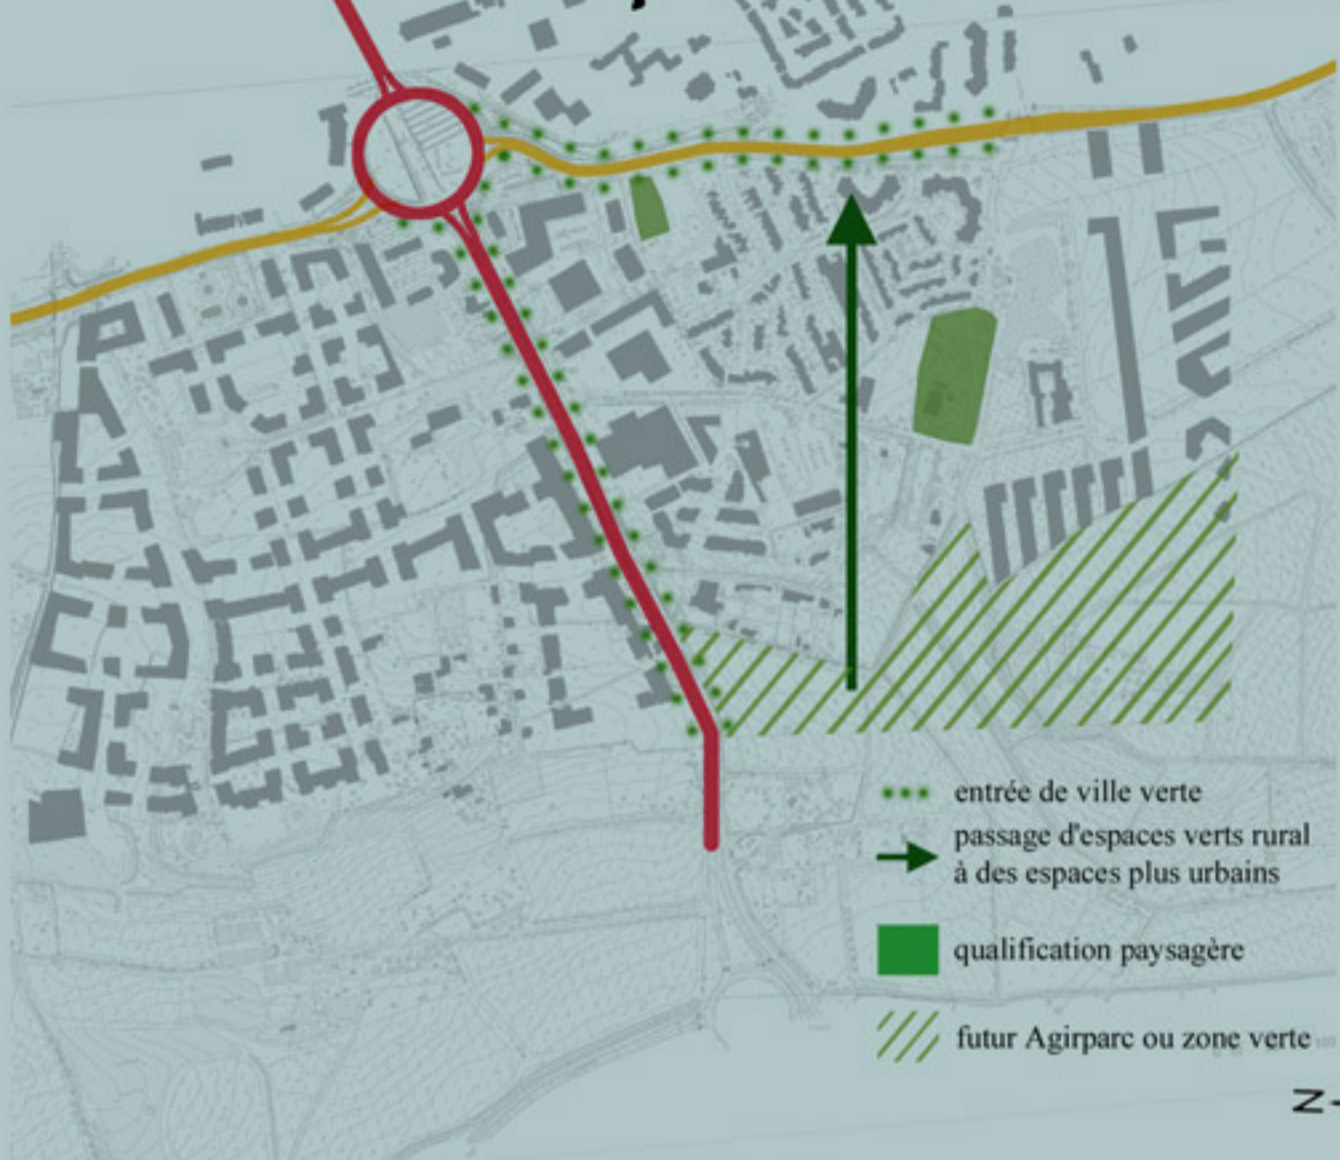 entrée de ville verte
passage d'espaces verts rural
à des espaces plus urbains
qualification paysagère
futur Agirparc ou zone verte
N